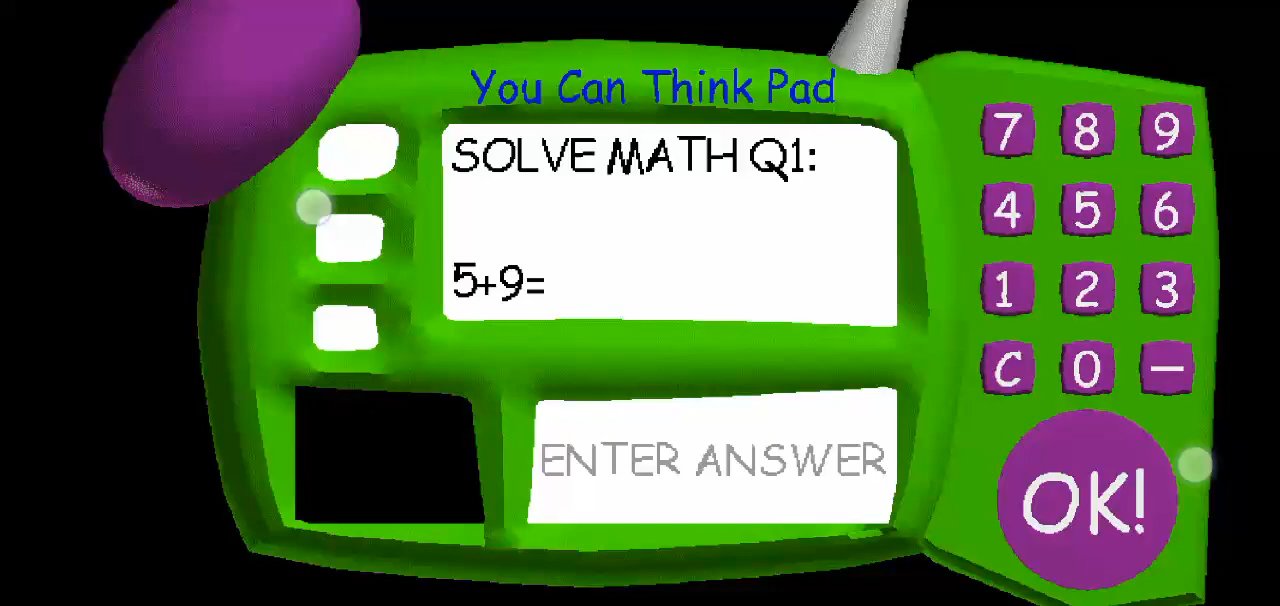 You Can Think Pad
SOLVE MATH Q1:
5+9=
ENTER ANSWER
7 8 9
4 5 6
1 2 3
C 0 −
OK!